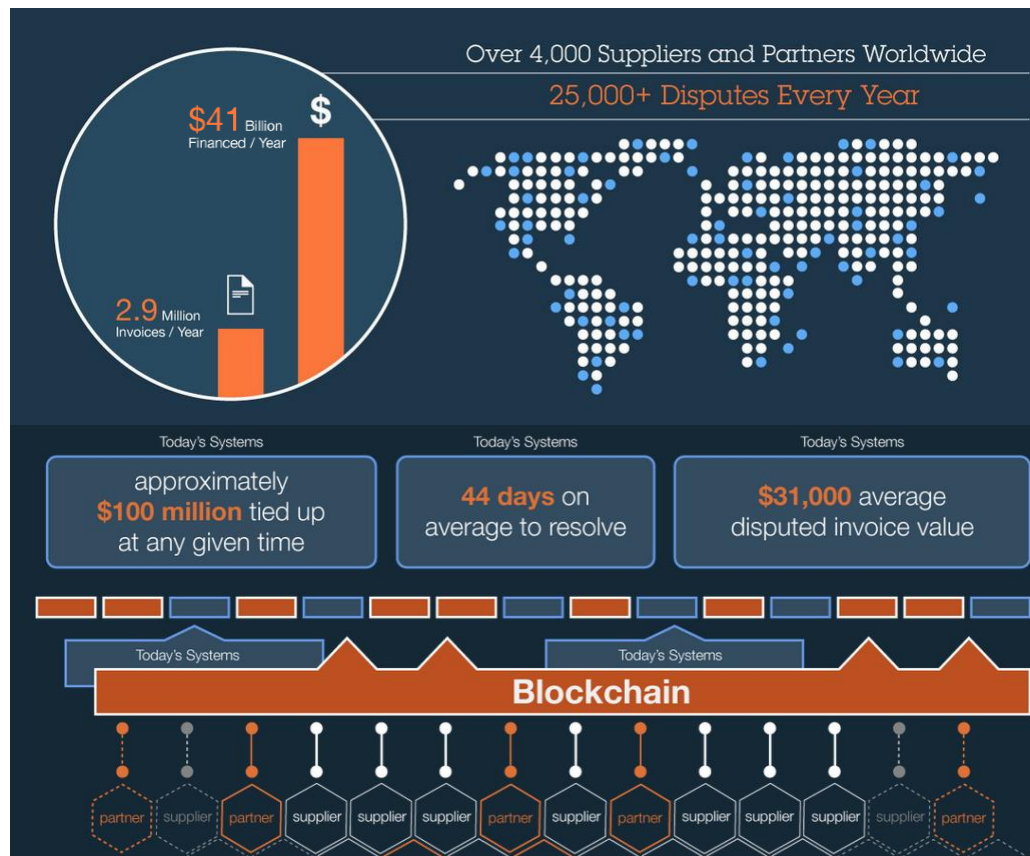 Over 4,000 Suppliers and Partners Worldwide
25,000+ Disputes Every Year
$41 Billion
Financed / Year
$
2.9 Million
Invoices / Year
Today's Systems
approximately
$100 million tied up
at any given time
Today's Systems
44 days on
average to resolve
Today's Systems
$31,000 average
disputed invoice value
Today's Systems
Today's Systems
Blockchain
partner
supplier
partner
supplier
supplier
supplier
partner
supplier
partner
supplier
supplier
supplier
supplier
partner